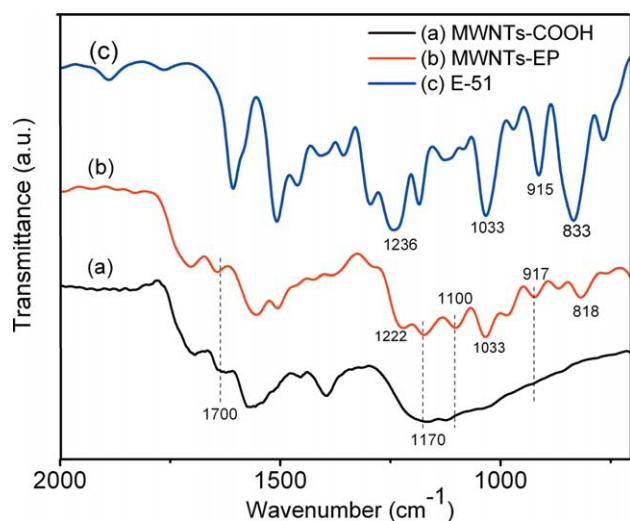 (a) MWNTs-COOH
(b) MWNTs-EP
(c) E-51
(c)
(b)
(a)
1236
1033
915
833
1222
1100
1033
917
818
1700
1170
2000
1500
1000
Wavenumber (cm⁻¹)
Transmittance (a.u.)